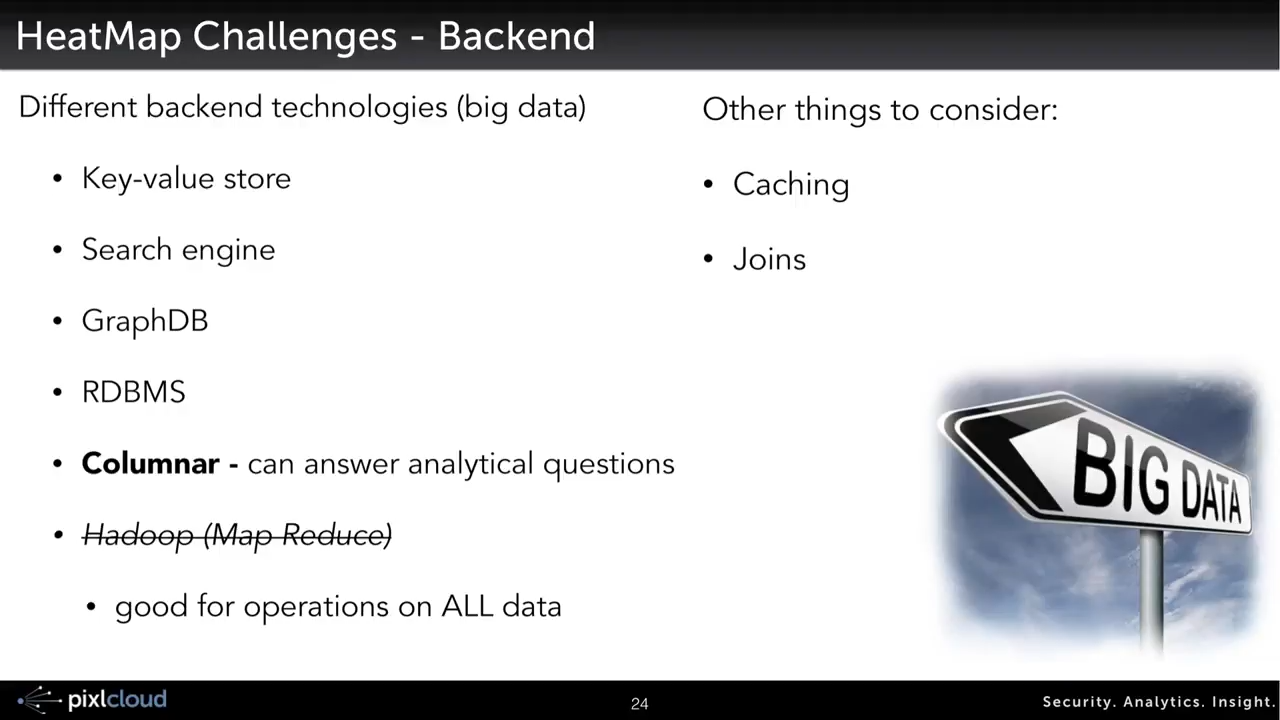 HeatMap Challenges - Backend
Different backend technologies (big data)
• Key-value store
• Search engine
• GraphDB
• RDBMS
• Columnar - can answer analytical questions
• Hadoop (Map Reduce)
• good for operations on ALL data
Other things to consider:
• Caching
• Joins
BIG DATA
pixlcloud
24
Security. Analytics. Insight.